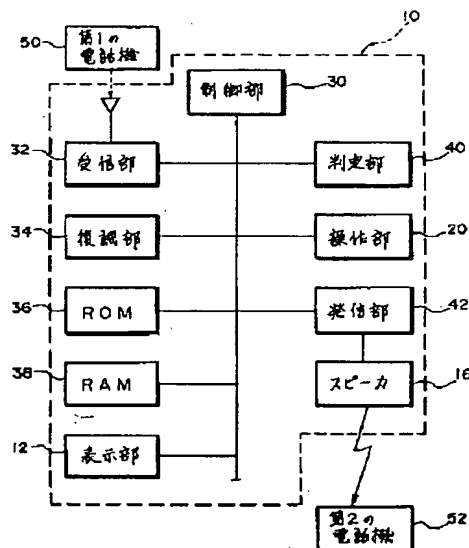 50
第1の
電話機
10
制御部
30
32
受信部
判定部
40
34
復調部
操作部
20
36
ROM
発信部
42
38
RAM
スピーカ
16
12
表示部
第2の
電話機
52